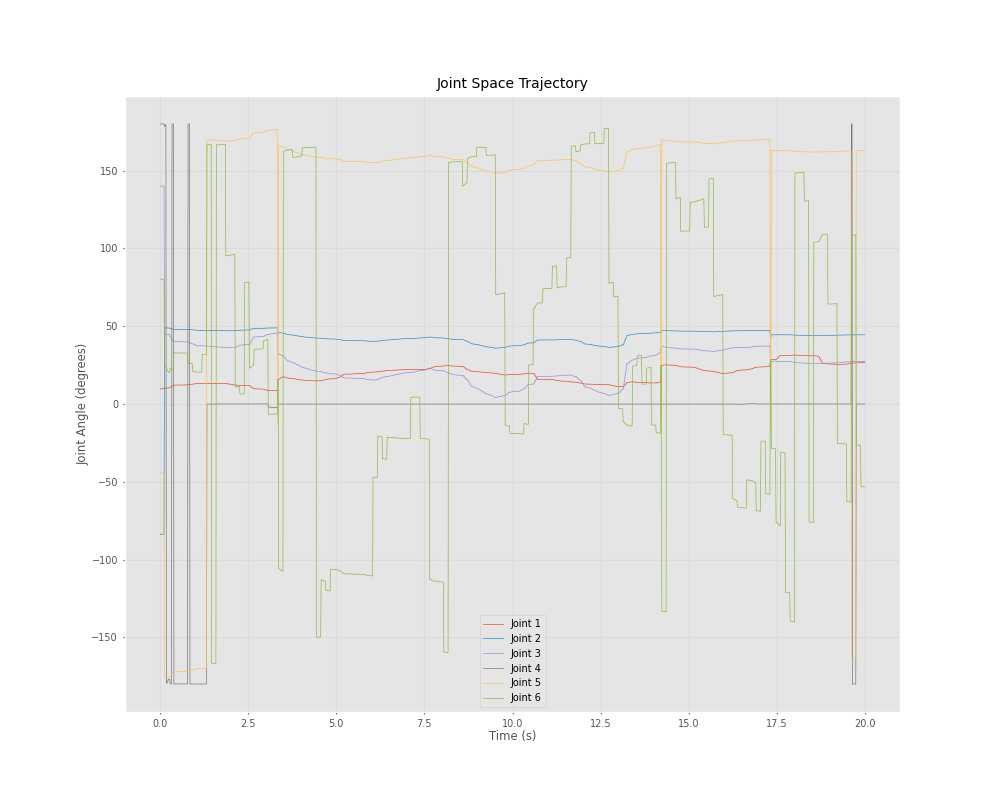 Joint Space Trajectory
Joint Angle (degrees)
150
100
50
0
−50
−100
−150
Joint 1
Joint 2
Joint 3
Joint 4
Joint 5
Joint 6
0.0 2.5 5.0 7.5 10.0 12.5 15.0 17.5 20.0
Time (s)